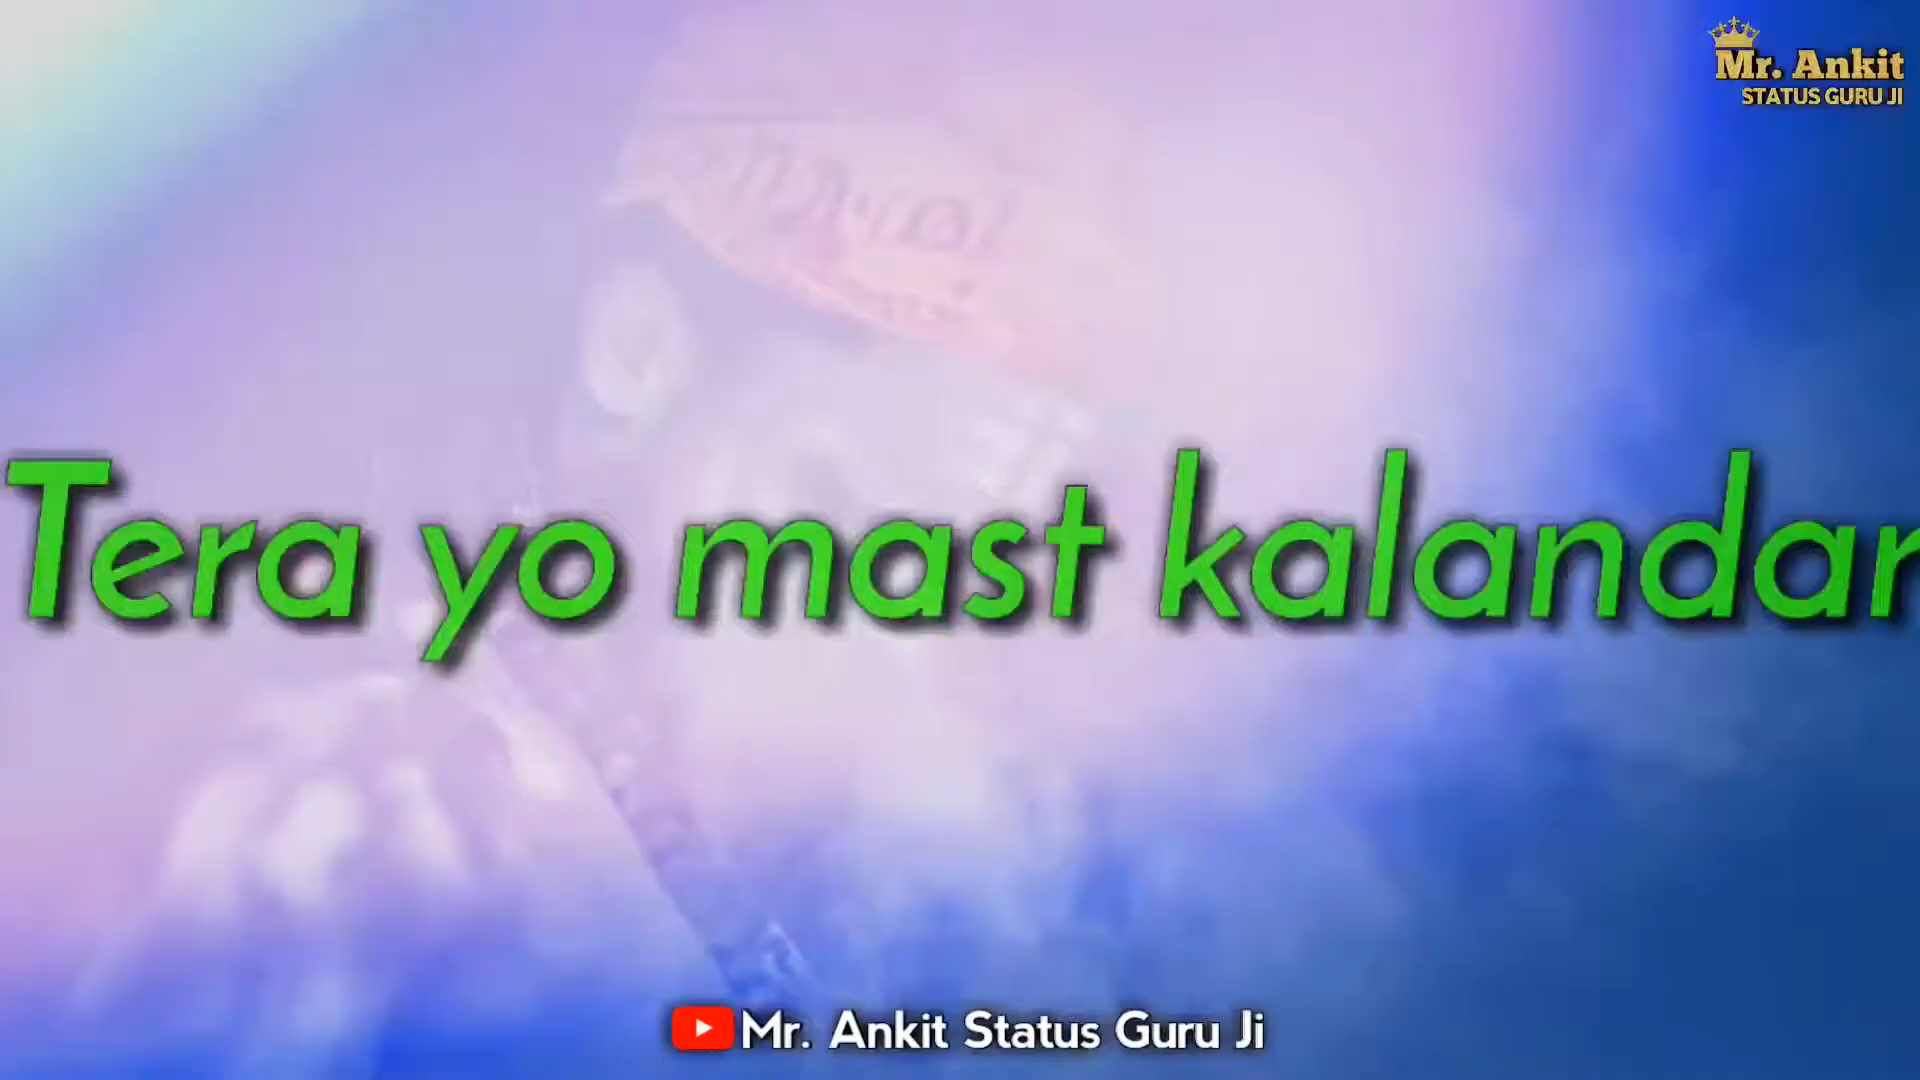 Mr. Ankit
STATUS GURU JI
Tera yo mast kalandar
Mr. Ankit Status Guru Ji